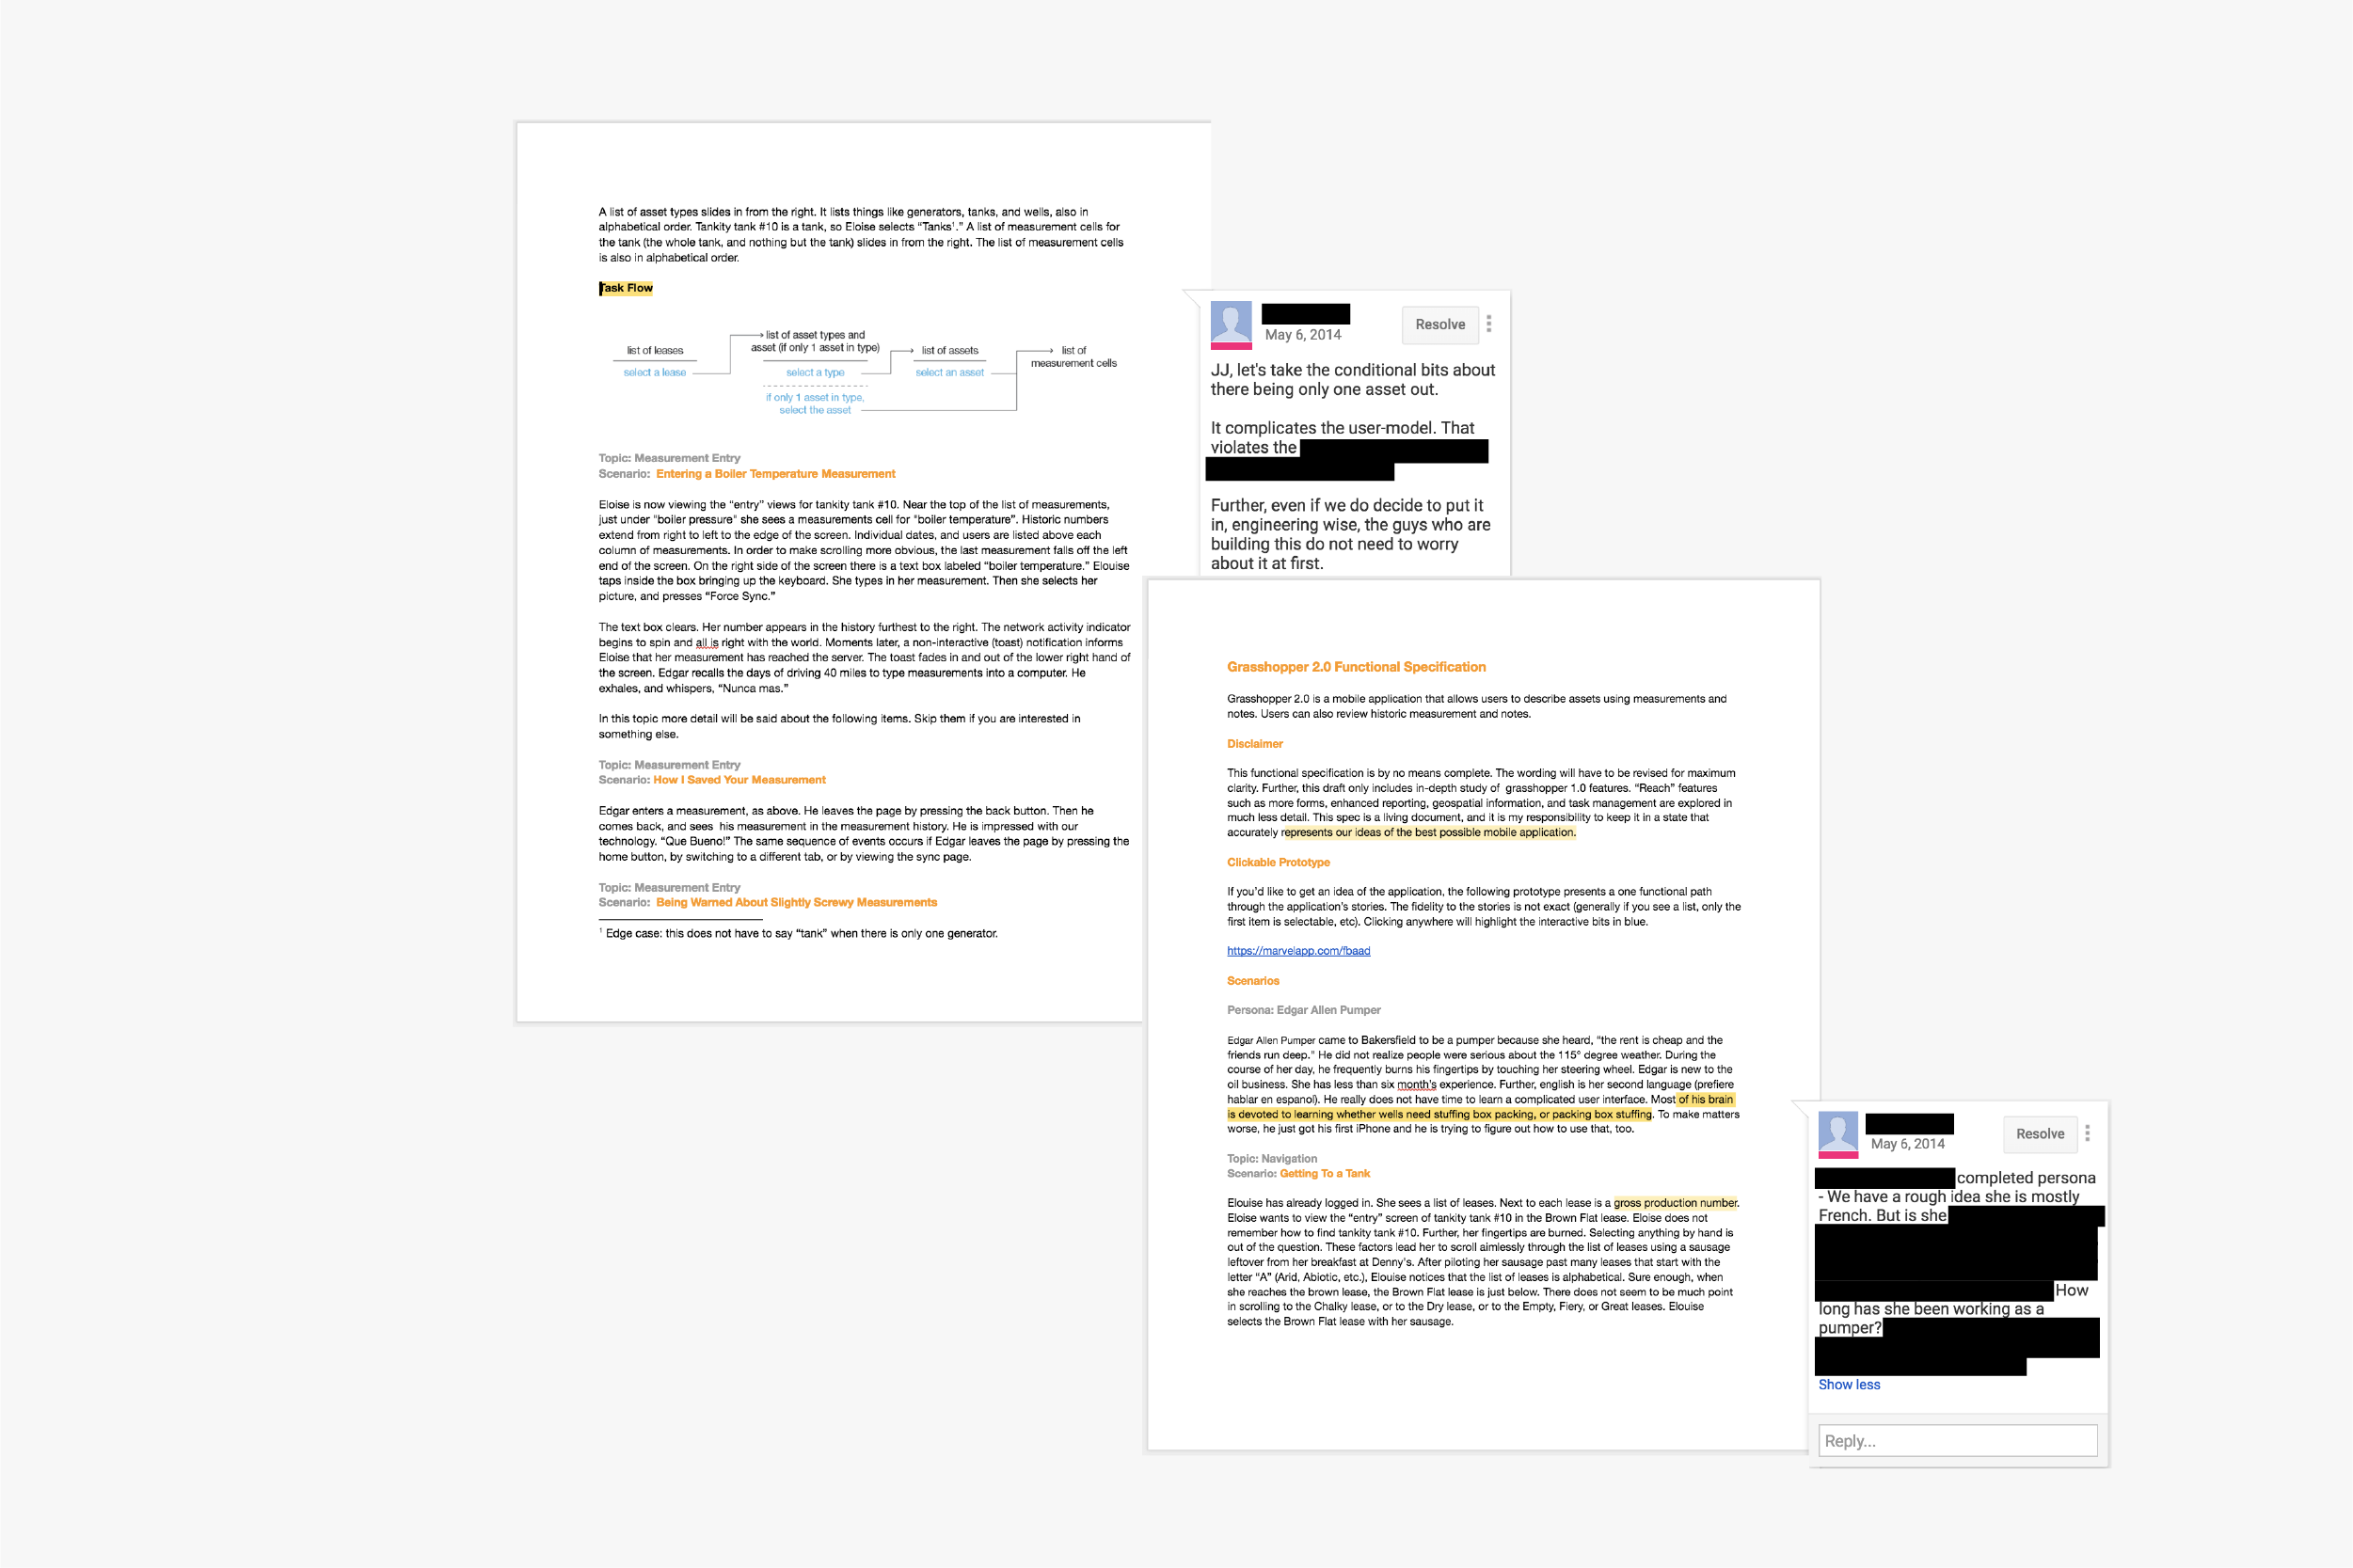 A list of asset types slides in from the right. It lists things like generators, tanks, and wells, also in
alphabetical order. Tankity tank #10 is a tank, so Eloise selects “Tanks¹.” A list of measurement cells for
the tank (the whole tank, and nothing but the tank) slides in from the right. The list of measurement cells
is also in alphabetical order.
Task Flow
list of leases
select a lease
list of asset types and
asset (if only 1 asset in type)
select a type
if only 1 asset in type,
select the asset
list of assets
select an asset
list of
measurement cells
Topic: Measurement Entry
Scenario: Entering a Boiler Temperature Measurement
Eloise is now viewing the “entry” views for tankity tank #10. Near the top of the list of measurements,
just under "boiler pressure" she sees a measurements cell for "boiler temperature”. Historic numbers
extend from right to left to the edge of the screen. Individual dates, and users are listed above each
column of measurements. In order to make scrolling more obvious, the last measurement falls off the left
end of the screen. On the right side of the screen there is a text box labeled “boiler temperature.” Elouise
taps inside the box bringing up the keyboard. She types in her measurement. Then she selects her
picture, and presses “Force Sync.”
The text box clears. Her number appears in the history furthest to the right. The network activity indicator
begins to spin and all is right with the world. Moments later, a non-interactive (toast) notification informs
Eloise that her measurement has reached the server. The toast fades in and out of the lower right hand of
the screen. Edgar recalls the days of driving 40 miles to type measurements into a computer. He
exhales, and whispers, “Nunca mas.”
In this topic more detail will be said about the following items. Skip them if you are interested in
something else.
Topic: Measurement Entry
Scenario: How I Saved Your Measurement
Edgar enters a measurement, as above. He leaves the page by pressing the back button. Then he
comes back, and sees his measurement in the measurement history. He is impressed with our
technology. “Que Bueno!” The same sequence of events occurs if Edgar leaves the page by pressing the
home button, by switching to a different tab, or by viewing the sync page.
Topic: Measurement Entry
Scenario: Being Warned About Slightly Screwy Measurements
¹ Edge case: this does not have to say “tank” when there is only one generator.
May 6, 2014
Resolve
JJ, let's take the conditional bits about
there being only one asset out.
It complicates the user-model. That
violates the
Further, even if we do decide to put it
in, engineering wise, the guys who are
building this do not need to worry
about it at first.
Grasshopper 2.0 Functional Specification
Grasshopper 2.0 is a mobile application that allows users to describe assets using measurements and
notes. Users can also review historic measurement and notes.
Disclaimer
This functional specification is by no means complete. The wording will have to be revised for maximum
clarity. Further, this draft only includes in-depth study of grasshopper 1.0 features. “Reach” features
such as more forms, enhanced reporting, geospatial information, and task management are explored in
much less detail. This spec is a living document, and it is my responsibility to keep it in a state that
accurately represents our ideas of the best possible mobile application.
Clickable Prototype
If you’d like to get an idea of the application, the following prototype presents a one functional path
through the application’s stories. The fidelity to the stories is not exact (generally if you see a list, only the
first item is selectable, etc). Clicking anywhere will highlight the interactive bits in blue.
https://marvelapp.com/fbaad
Scenarios
Persona: Edgar Allen Pumper
Edgar Allen Pumper came to Bakersfield to be a pumper because she heard, “the rent is cheap and the
friends run deep.” He did not realize people were serious about the 115° degree weather. During the
course of her day, he frequently burns his fingertips by touching her steering wheel. Edgar is new to the
oil business. She has less than six month’s experience. Further, english is her second language (prefiere
hablar en espanol). He really does not have time to learn a complicated user interface. Most of his brain
is devoted to learning whether wells need stuffing box packing, or packing box stuffing. To make matters
worse, he just got his first iPhone and he is trying to figure out how to use that, too.
Topic: Navigation
Scenario: Getting To a Tank
Elouise has already logged in. She sees a list of leases. Next to each lease is a gross production number.
Eloise wants to view the “entry” screen of tankity tank #10 in the Brown Flat lease. Eloise does not
remember how to find tankity tank #10. Further, her fingertips are burned. Selecting anything by hand is
out of the question. These factors lead her to scroll aimlessly through the list of leases using a sausage
leftover from her breakfast at Denny's. After piloting her sausage past many leases that start with the
letter “A” (Arid, Abiotic, etc.), Elouise notices that the list of leases is alphabetical. Sure enough, when
she reaches the brown lease, the Brown Flat lease is just below. There does not seem to be much point
in scrolling to the Chalky lease, or to the Dry lease, or to the Empty, Fiery, or Great leases. Elouise
selects the Brown Flat lease with her sausage.
May 6, 2014
Resolve
completed persona
- We have a rough idea she is mostly
French. But is she
How
long has she been working as a
pumper?
Show less
Reply...